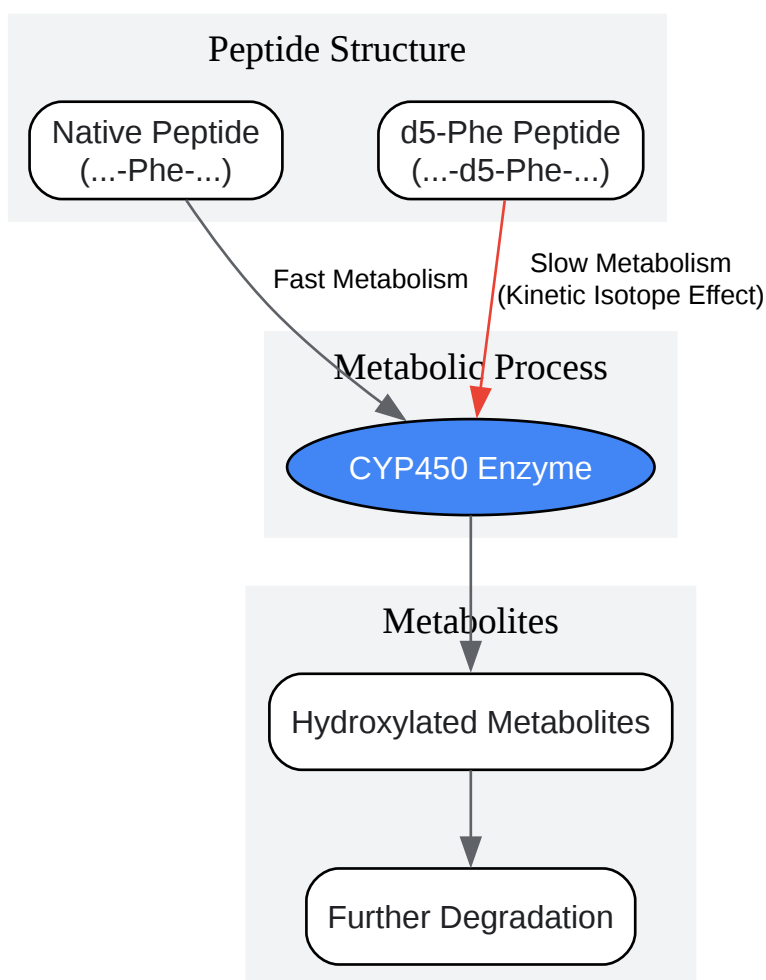 Peptide Structure
Native Peptide
(...-Phe-...)
d5-Phe Peptide
(...-d5-Phe-...)
Fast Metabolism
Slow Metabolism
(Kinetic Isotope Effect)
Metabolic Process
CYP450 Enzyme
Metabolites
Hydroxylated Metabolites
Further Degradation